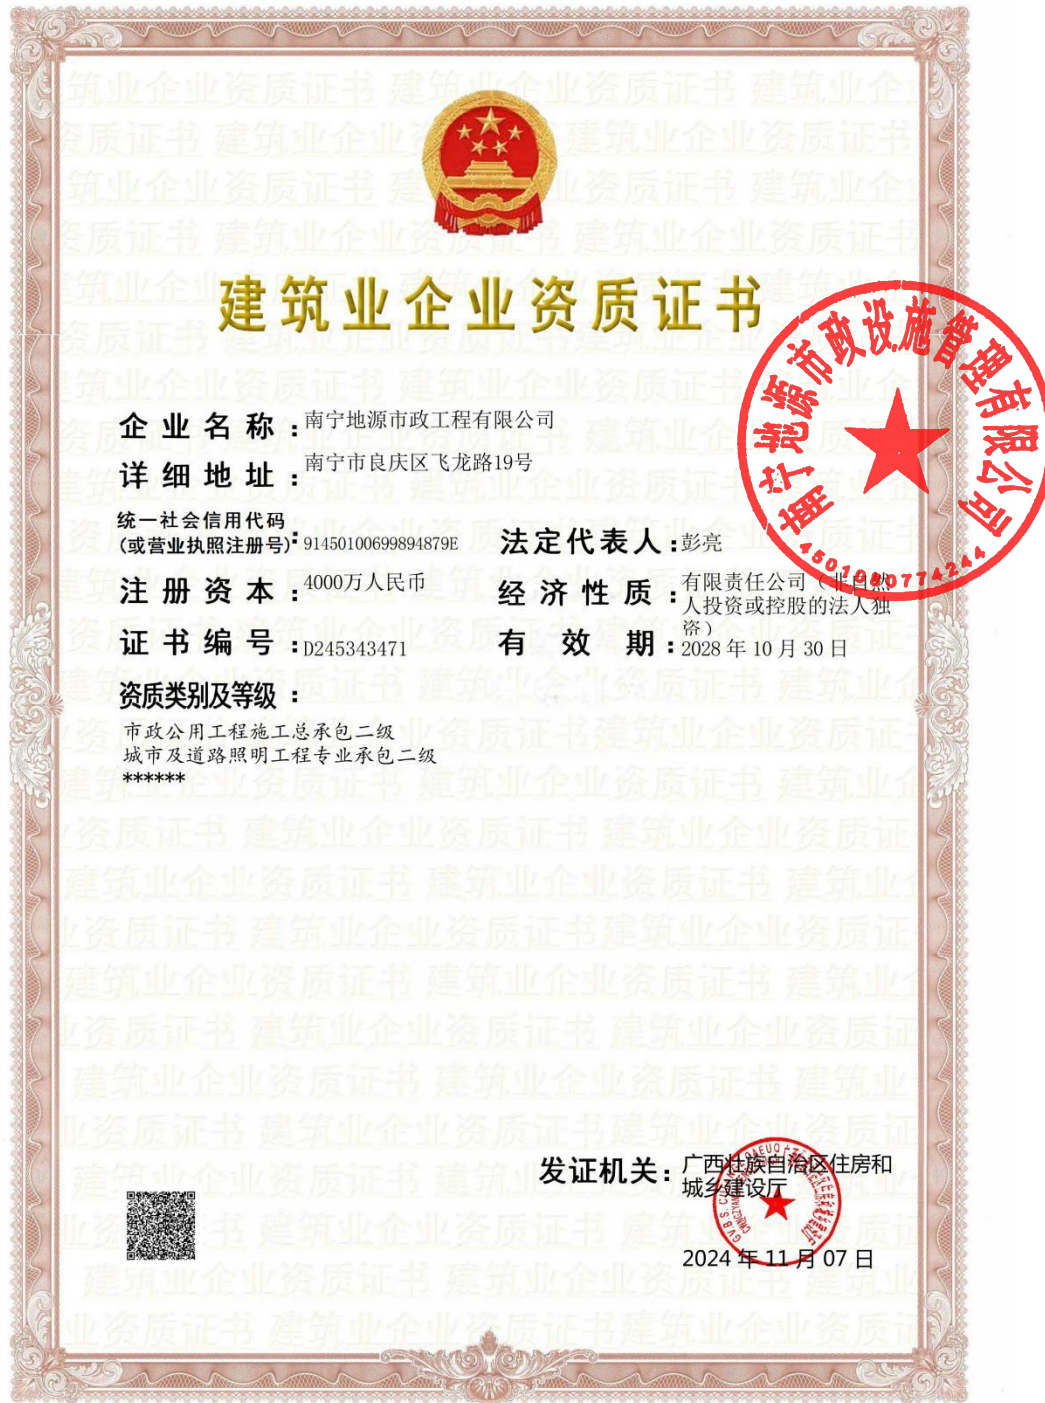 建筑业企业资质证书
企业名称：南宁地源市政工程有限公司
详细地址：南宁市良庆区飞龙路19号
统一社会信用代码
(或营业执照注册号)：91450100699894879E
法定代表人：彭亮
注册资本：4000万人民币
经济性质：有限责任公司（非自然
人投资或控股的法人独
资）
证书编号：D245343471
有效期：2028年10月30日
资质类别及等级：
市政公用工程施工总承包二级
城市及道路照明工程专业承包二级
******
南宁地源市政设施管理有限公司
4501080774244
发证机关：广西壮族自治区住房和
城乡建设厅
2024年11月07日